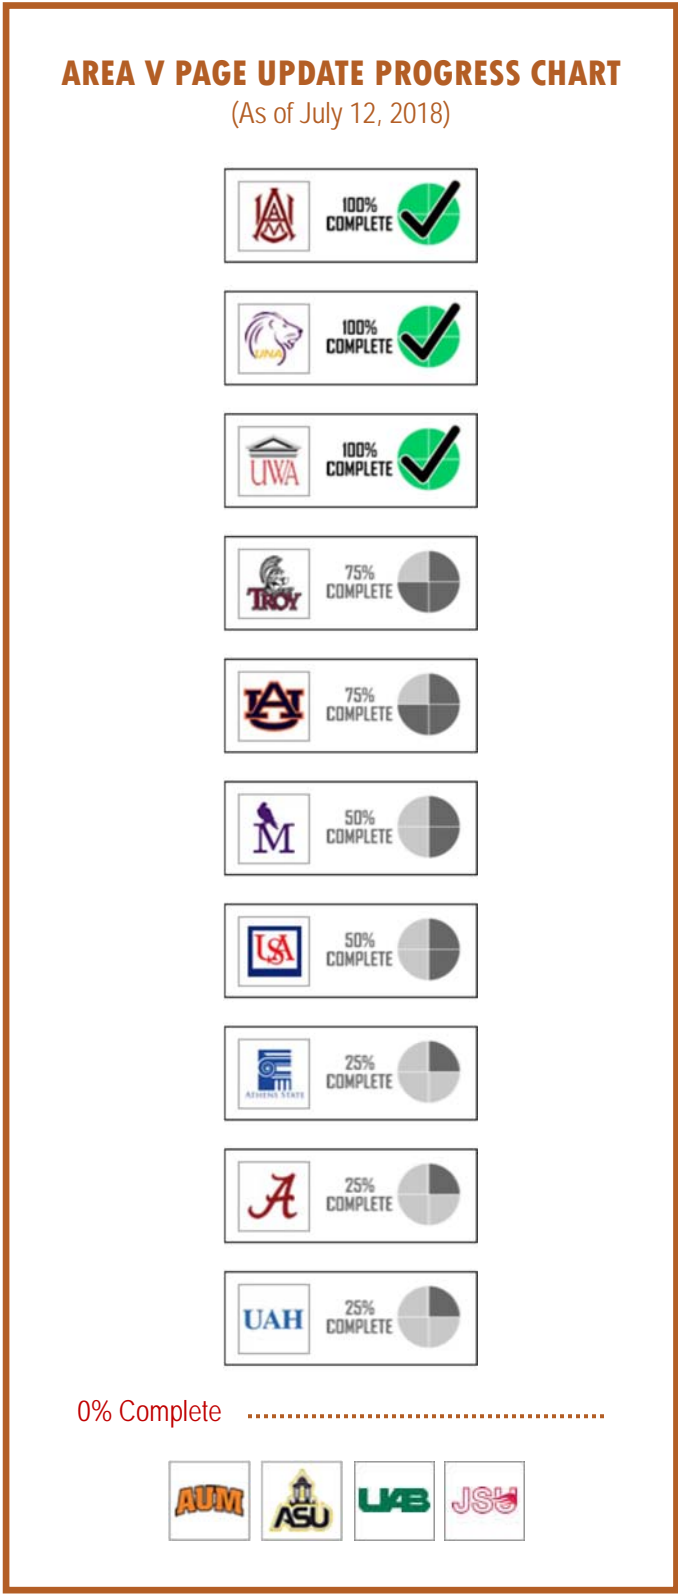 AREA V PAGE UPDATE PROGRESS CHART
(As of July 12, 2018)
AAMU
100%
COMPLETE
UNA
100%
COMPLETE
UWA
100%
COMPLETE
TROY
75%
COMPLETE
AU
75%
COMPLETE
M
50%
COMPLETE
USA
50%
COMPLETE
ATHENS STATE
25%
COMPLETE
A
25%
COMPLETE
UAH
25%
COMPLETE
0% Complete
AUM
ASU
UAB
JSU